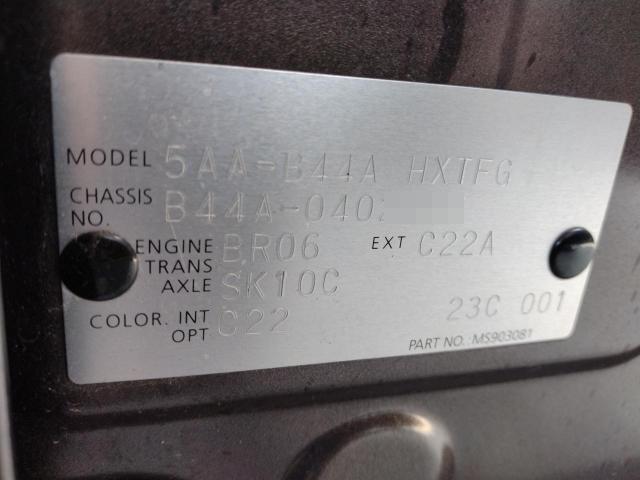 MODEL 5AA-B44A HXTFG
CHASSIS NO. B44A-040
ENGINE BR06 EXT C22A
TRANS AXLE SK10C
COLOR. INT OPT C22 23C 001
PART NO.: MS903081